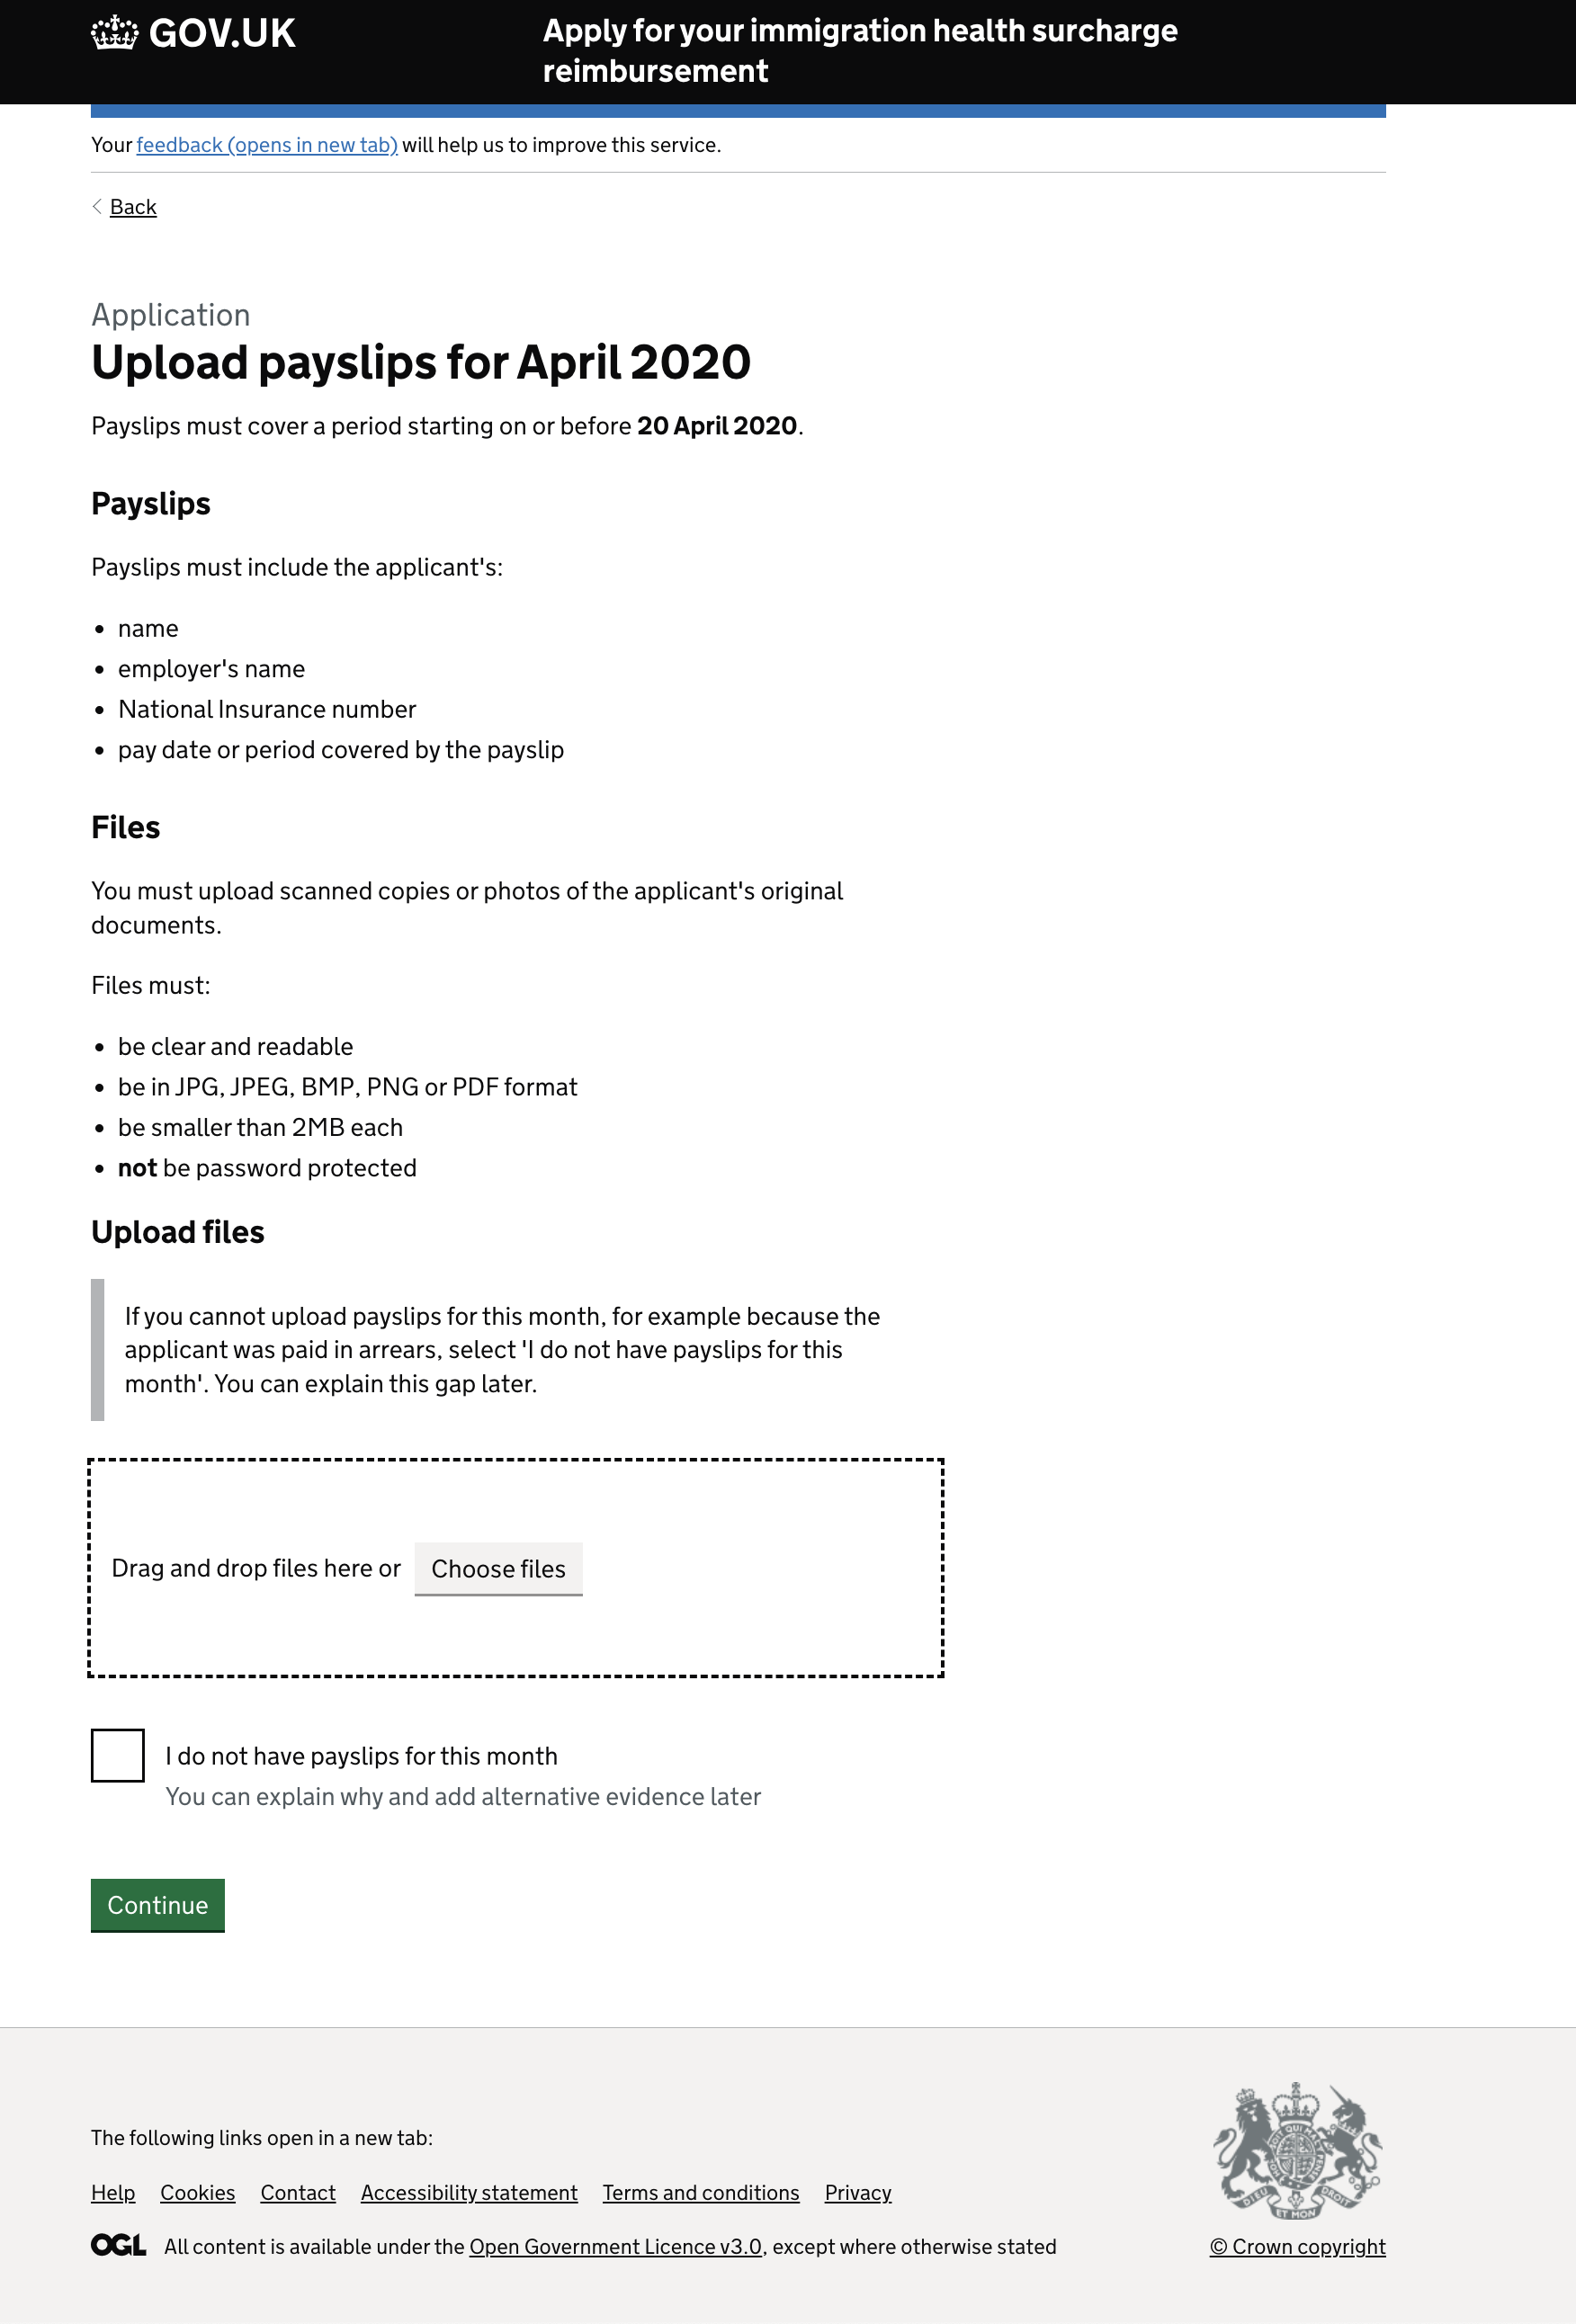 GOV.UK
Apply for your immigration health surcharge
reimbursement
Your feedback (opens in new tab) will help us to improve this service.
Back
Application
Upload payslips for April 2020
Payslips must cover a period starting on or before 20 April 2020.
Payslips
Payslips must include the applicant's:
• name
• employer's name
• National Insurance number
• pay date or period covered by the payslip
Files
You must upload scanned copies or photos of the applicant's original
documents.
Files must:
• be clear and readable
• be in JPG, JPEG, BMP, PNG or PDF format
• be smaller than 2MB each
• not be password protected
Upload files
If you cannot upload payslips for this month, for example because the
applicant was paid in arrears, select 'I do not have payslips for this
month'. You can explain this gap later.
Drag and drop files here or Choose files
I do not have payslips for this month
You can explain why and add alternative evidence later
Continue
The following links open in a new tab:
Help Cookies Contact Accessibility statement Terms and conditions Privacy
OGL All content is available under the Open Government Licence v3.0, except where otherwise stated
DIEU ET MON DROIT
© Crown copyright